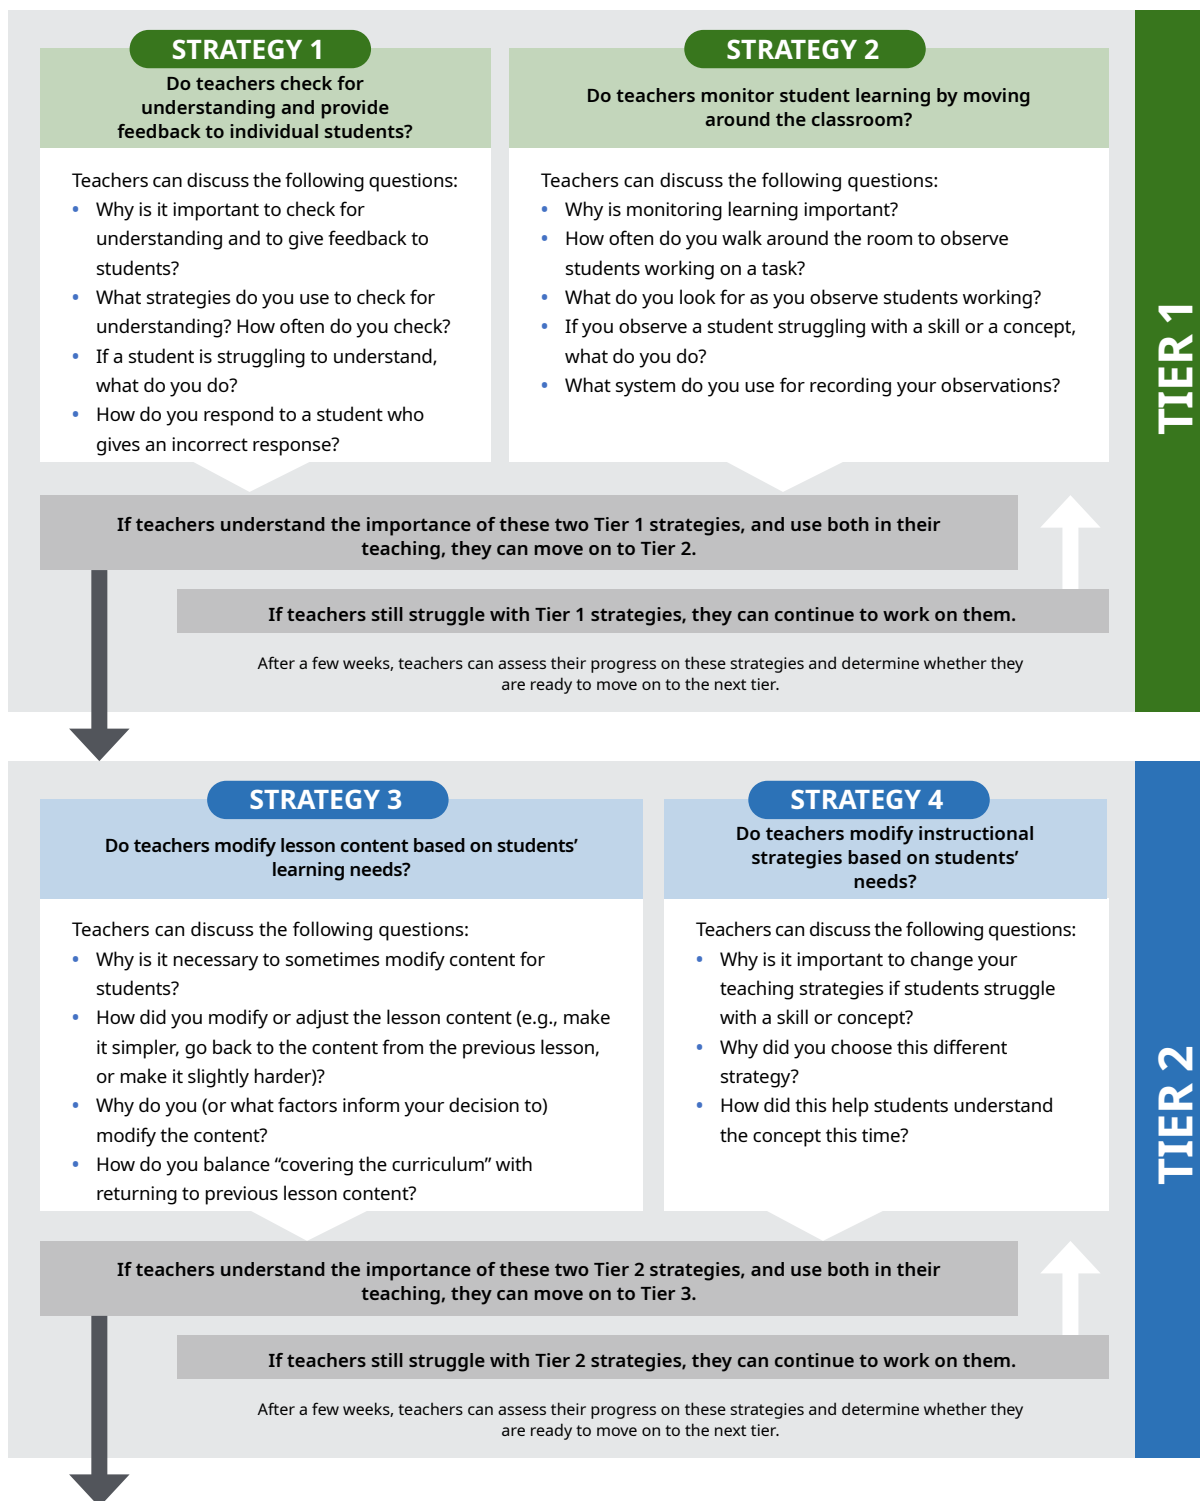 STRATEGY 1
Do teachers check for
understanding and provide
feedback to individual students?
Teachers can discuss the following questions:
• Why is it important to check for
understanding and to give feedback to
students?
• What strategies do you use to check for
understanding? How often do you check?
• If a student is struggling to understand,
what do you do?
• How do you respond to a student who
gives an incorrect response?
STRATEGY 2
Do teachers monitor student learning by moving
around the classroom?
Teachers can discuss the following questions:
• Why is monitoring learning important?
• How often do you walk around the room to observe
students working on a task?
• What do you look for as you observe students working?
• If you observe a student struggling with a skill or a concept,
what do you do?
• What system do you use for recording your observations?
If teachers understand the importance of these two Tier 1 strategies, and use both in their
teaching, they can move on to Tier 2.
If teachers still struggle with Tier 1 strategies, they can continue to work on them.
After a few weeks, teachers can assess their progress on these strategies and determine whether they
are ready to move on to the next tier.
TIER 1
STRATEGY 3
Do teachers modify lesson content based on students’
learning needs?
Teachers can discuss the following questions:
• Why is it necessary to sometimes modify content for
students?
• How did you modify or adjust the lesson content (e.g., make
it simpler, go back to the content from the previous lesson,
or make it slightly harder)?
• Why do you (or what factors inform your decision to)
modify the content?
• How do you balance “covering the curriculum” with
returning to previous lesson content?
STRATEGY 4
Do teachers modify instructional
strategies based on students’
needs?
Teachers can discuss the following questions:
• Why is it important to change your
teaching strategies if students struggle
with a skill or concept?
• Why did you choose this different
strategy?
• How did this help students understand
the concept this time?
If teachers understand the importance of these two Tier 2 strategies, and use both in their
teaching, they can move on to Tier 3.
If teachers still struggle with Tier 2 strategies, they can continue to work on them.
After a few weeks, teachers can assess their progress on these strategies and determine whether they
are ready to move on to the next tier.
TIER 2